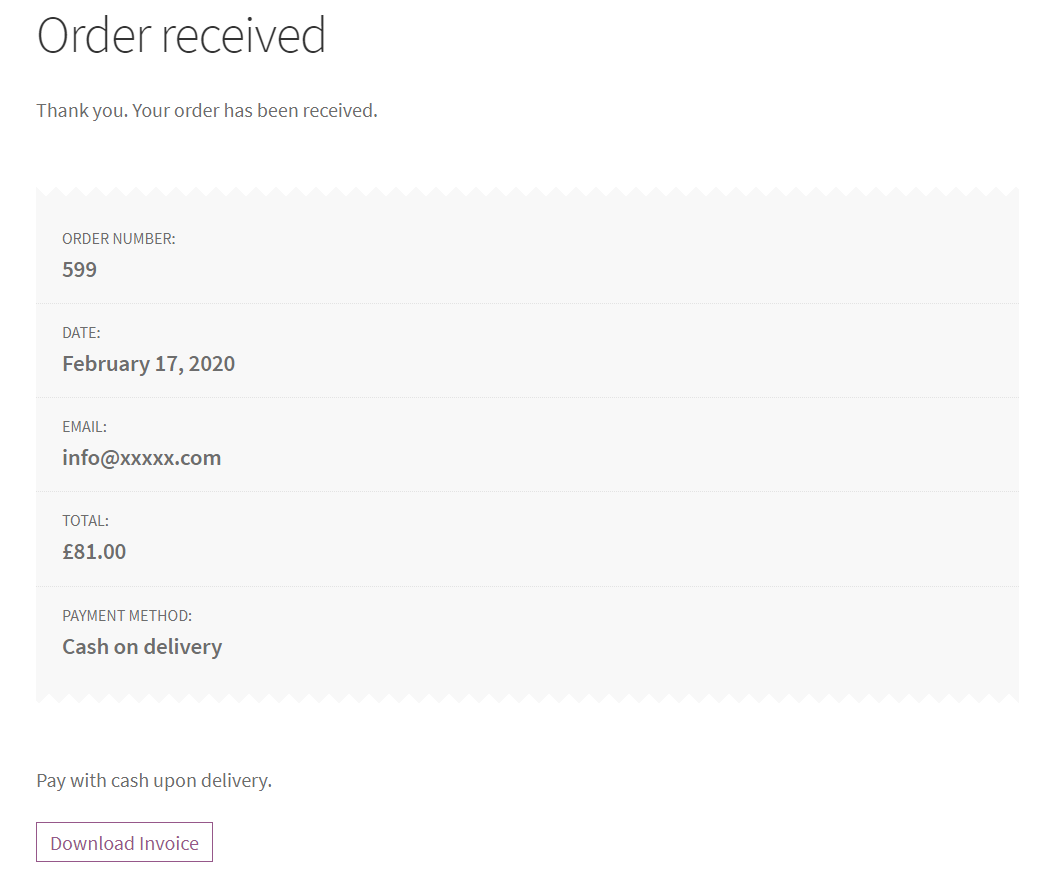 Order received
Thank you. Your order has been received.
ORDER NUMBER:
599
DATE:
February 17, 2020
EMAIL:
info@xxxxx.com
TOTAL:
£81.00
PAYMENT METHOD:
Cash on delivery
Pay with cash upon delivery.
Download Invoice